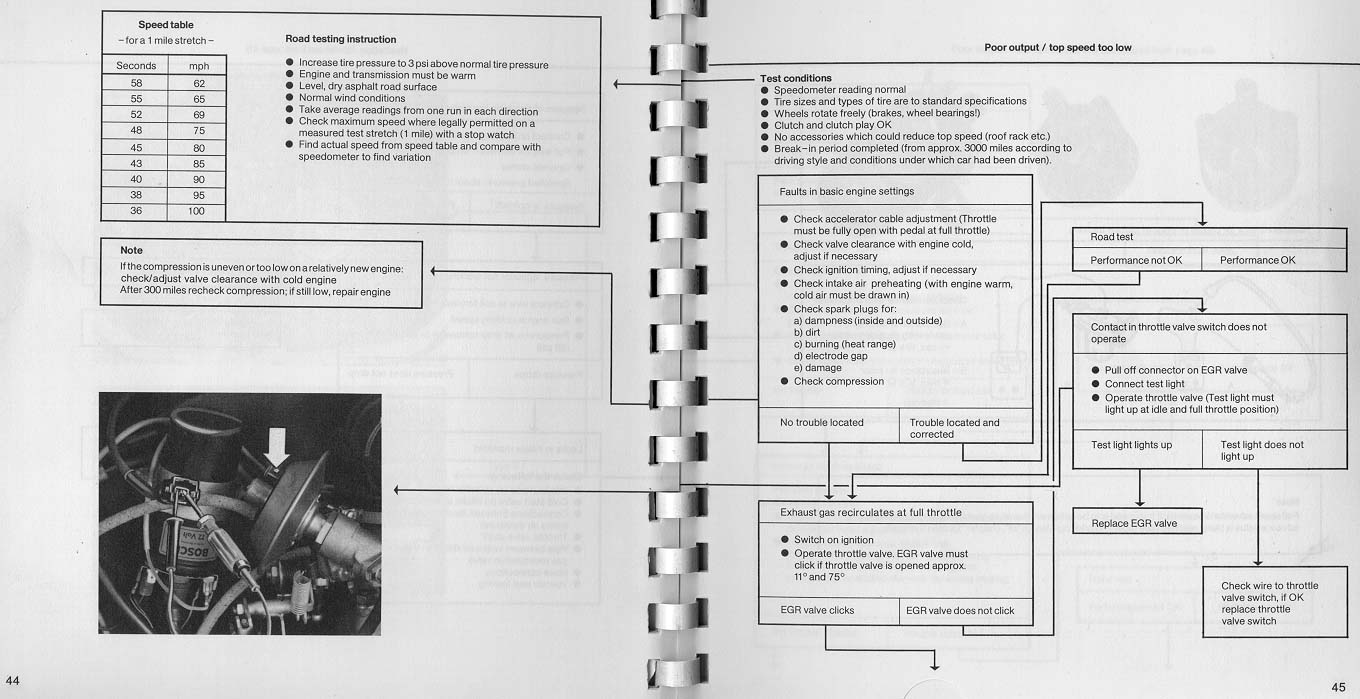 Speed table
– for a 1 mile stretch –
Seconds mph
58 62
55 65
52 69
48 75
45 80
43 85
40 90
38 95
36 100
Road testing instruction
● Increase tire pressure to 3 psi above normal tire pressure
● Engine and transmission must be warm
● Level, dry asphalt road surface
● Normal wind conditions
● Take average readings from one run in each direction
● Check maximum speed where legally permitted on a
measured test stretch (1 mile) with a stop watch
● Find actual speed from speed table and compare with
speedometer to find variation
Note
If the compression is uneven or too low on a relatively new engine:
check/adjust valve clearance with cold engine
After 300 miles recheck compression; if still low, repair engine
BOSCH
12 Volt
44
Poor output / top speed too low
Test conditions
● Speedometer reading normal
● Tire sizes and types of tire are to standard specifications
● Wheels rotate freely (brakes, wheel bearings!)
● Clutch and clutch play OK
● No accessories which could reduce top speed (roof rack etc.)
● Break–in period completed (from approx. 3000 miles according to
driving style and conditions under which car had been driven).
Faults in basic engine settings
● Check accelerator cable adjustment (Throttle
must be fully open with pedal at full throttle)
● Check valve clearance with engine cold,
adjust if necessary
● Check ignition timing, adjust if necessary
● Check intake air preheating (with engine warm,
cold air must be drawn in)
● Check spark plugs for:
a) dampness (inside and outside)
b) dirt
c) burning (heat range)
d) electrode gap
e) damage
● Check compression
No trouble located
Trouble located and
corrected
Road test
Performance not OK
Performance OK
Contact in throttle valve switch does not
operate
● Pull off connector on EGR valve
● Connect test light
● Operate throttle valve (Test light must
light up at idle and full throttle position)
Test light lights up
Test light does not
light up
Replace EGR valve
Check wire to throttle
valve switch, if OK
replace throttle
valve switch
Exhaust gas recirculates at full throttle
● Switch on ignition
● Operate throttle valve. EGR valve must
click if throttle valve is opened approx.
11° and 75°
EGR valve clicks
EGR valve does not click
45